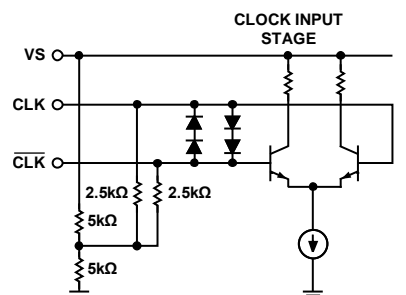 CLOCK INPUT
STAGE
VS
CLK
CLK
2.5kΩ
2.5kΩ
5kΩ
5kΩ